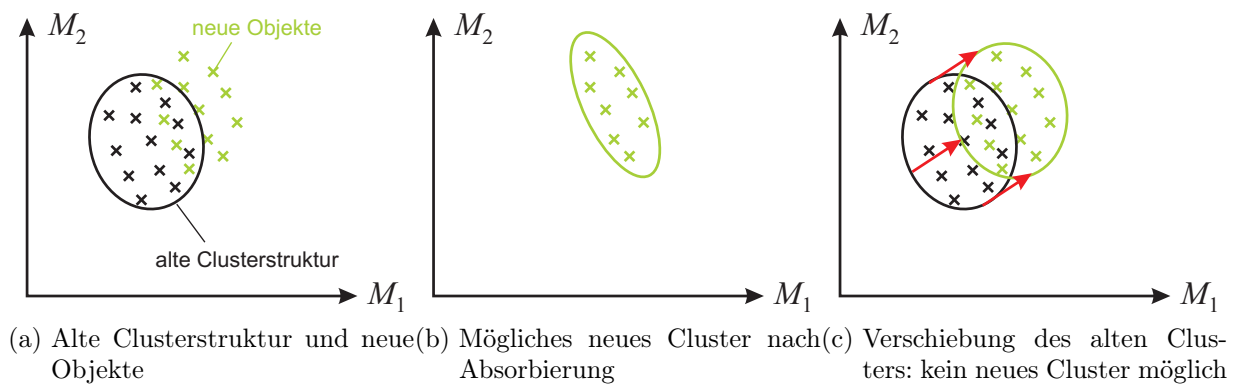 M₂
neue Objekte
alte Clusterstruktur
M₁
(a) Alte Clusterstruktur und neue
Objekte
M₂
M₁
(b) Mögliches neues Cluster nach
Absorbierung
M₂
M₁
(c) Verschiebung des alten Clus-
ters: kein neues Cluster möglich